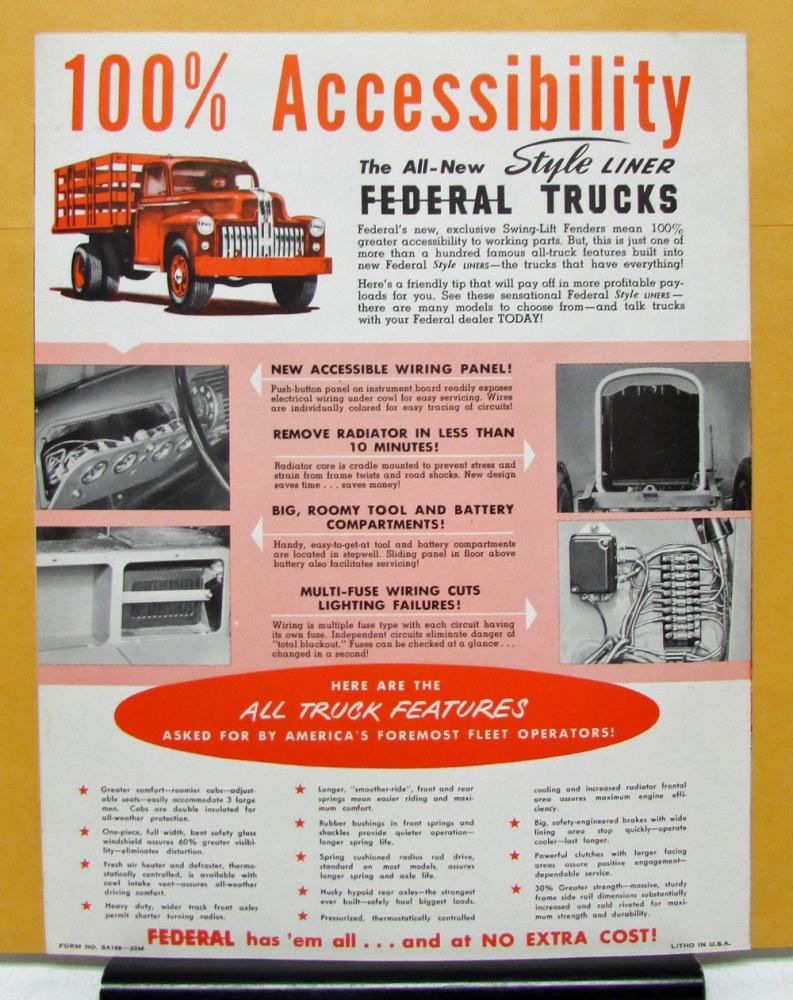 100% Accessibility
The All-New Style LINER
FEDERAL TRUCKS
Federal's new, exclusive Swing-Lift Fenders mean 100%
greater accessibility to working parts. But, this is just one of
more than a hundred famous all-truck features built into
new Federal Style LINERS—the trucks that have everything!
Here's a friendly tip that will pay off in more profitable pay-
loads for you. See these sensational Federal Style LINERS—
there are many models to choose from—and talk trucks
with your Federal dealer TODAY!
NEW ACCESSIBLE WIRING PANEL!
Push-button panel on instrument board readily exposes
electrical wiring under cowl for easy servicing. Wires
are individually colored for easy tracing of circuits!
REMOVE RADIATOR IN LESS THAN
10 MINUTES!
Radiator core is cradle mounted to prevent stress and
strain from frame twists and road shocks. New design
saves time . . . saves money!
BIG, ROOMY TOOL AND BATTERY
COMPARTMENTS!
Handy, easy-to-get-at tool and battery compartments
are located in stepwell. Sliding panel in floor above
battery also facilitates servicing!
MULTI-FUSE WIRING CUTS
LIGHTING FAILURES!
Wiring is multiple fuse type with each circuit having
its own fuse. Independent circuits eliminate danger of
"total blackout." Fuses can be checked at a glance . . .
changed in a second!
HERE ARE THE
ALL TRUCK FEATURES
ASKED FOR BY AMERICA'S FOREMOST FLEET OPERATORS!
★ Greater comfort—roomier cabs—adjust-
able seats—easily accommodate 3 large
men. Cabs are double insulated for
all-weather protection.
★ One-piece, full width, bent safety glass
windshield assures 60% greater visibi-
lity—eliminates distortion.
★ Fresh air heater and defroster, thermo-
statically controlled, is available with
cowl intake vent—assures all-weather
driving comfort.
★ Heavy duty, wider track front axles
permit shorter turning radius.
★ Longer, "smoother-ride", front and rear
springs mean easier riding and maxi-
mum comfort.
★ Rubber bushings in front springs and
shackles provide quieter operation—
longer spring life.
★ Spring cushioned radius rod drive,
standard on most models, assures
longer spring and axle life.
★ Husky hypoid rear axles—the strongest
ever built—safely haul biggest loads.
★ Pressurized, thermostatically controlled
cooling and increased radiator frontal
area assures maximum engine effi-
ciency.
★ Big, safety-engineered brakes with wide
lining area stop quickly—operate
cooler—last longer.
★ Powerful clutches with larger facing
areas assure positive engagement—
dependable service.
★ 30% Greater strength—massive, sturdy
frame side rail dimensions substantially
increased and cold riveted for maxi-
mum strength and durability.
FEDERAL has 'em all . . . and at NO EXTRA COST!
FORM NO. SA188—25M
LITHO IN U.S.A.